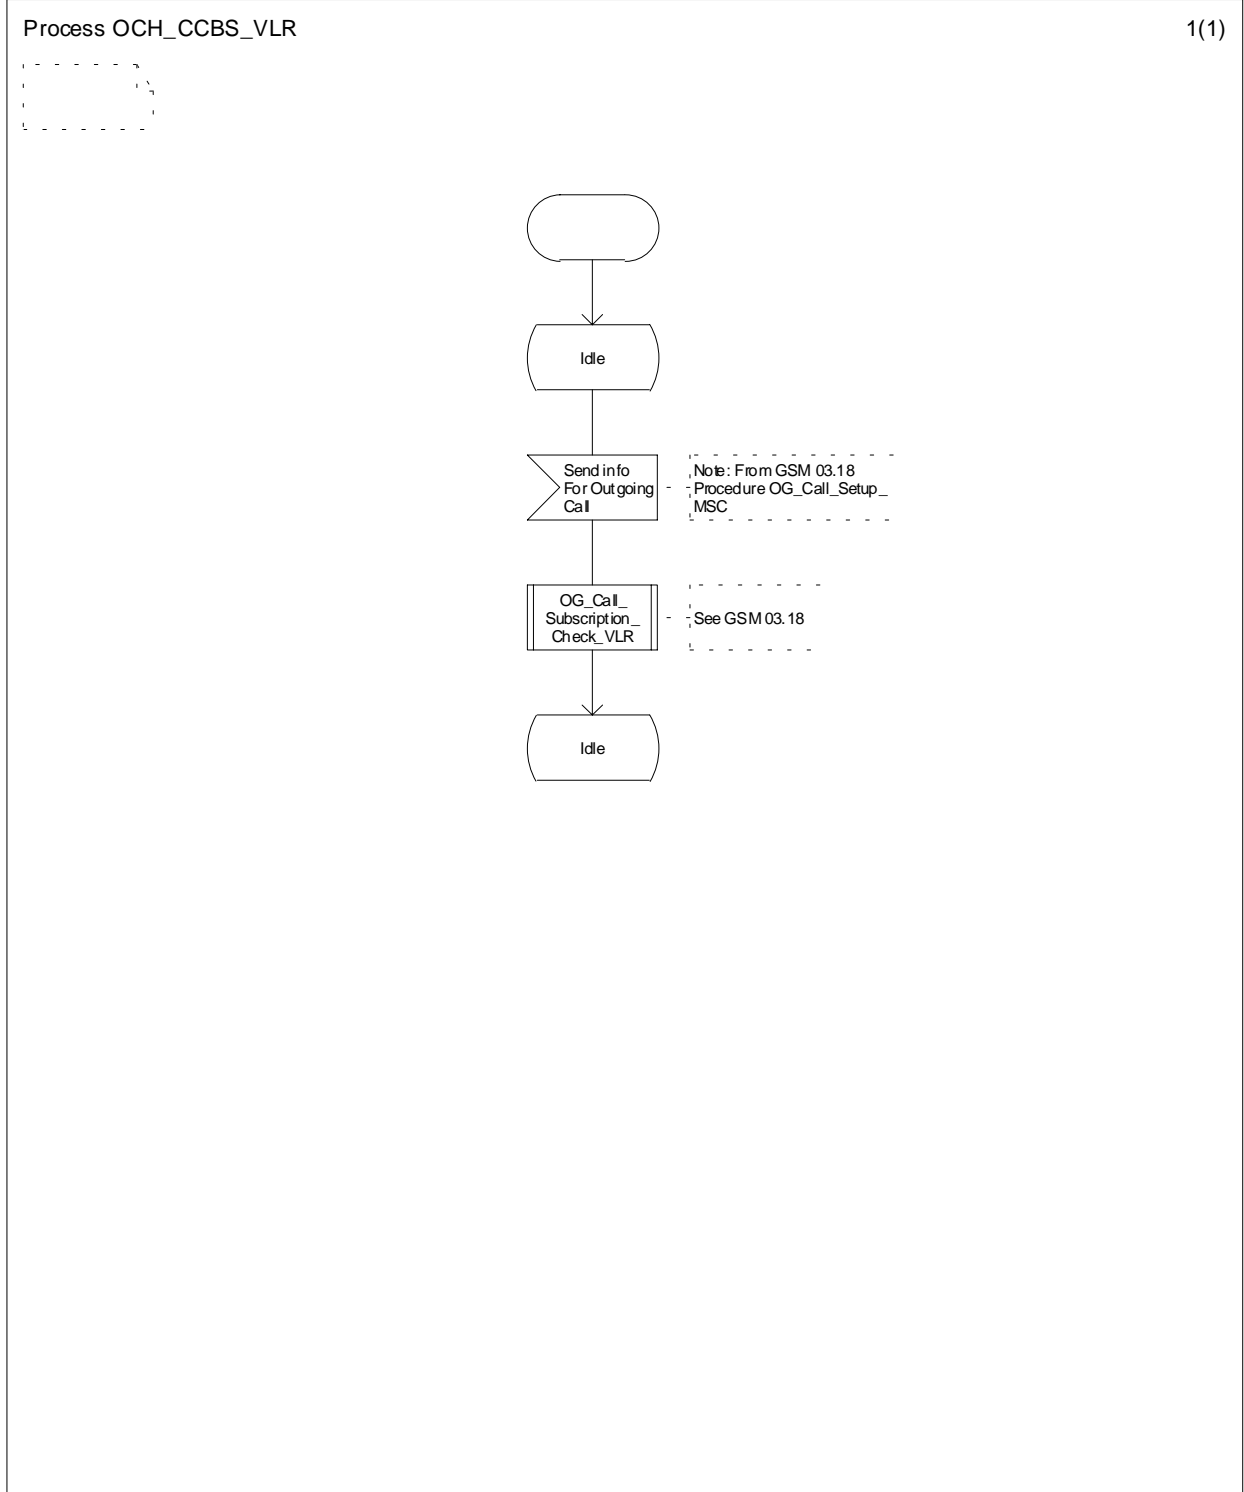 Process OCH_CCBS_VLR
1(1)
Idle
Send info
For Outgoing
Call
Note: From GSM 03.18
Procedure OG_Call_Setup_
MSC
OG_Call_
Subscription_
Check_VLR
See GSM 03.18
Idle